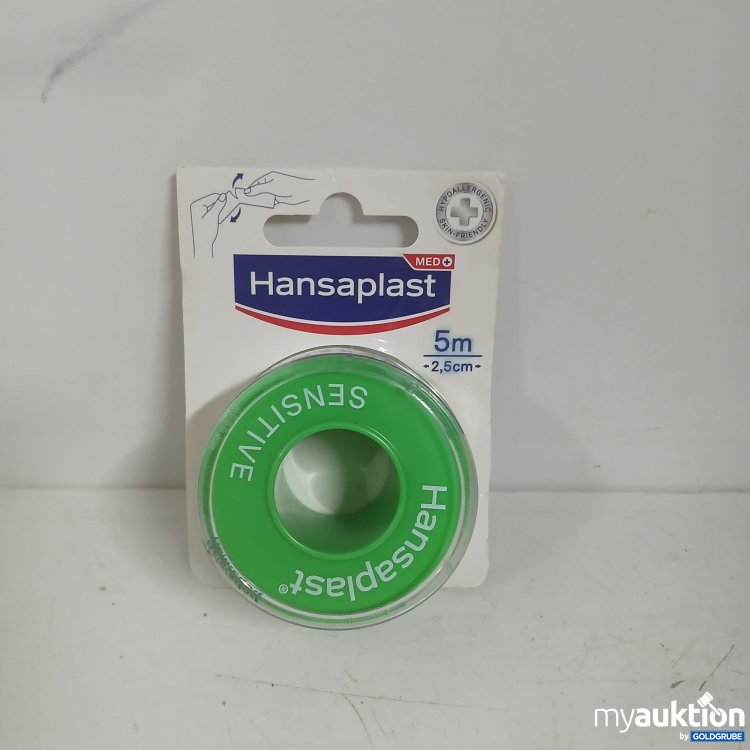 HYPOALLERGENIC
SKIN-FRIENDLY
MED
Hansaplast
5m
2,5cm
SENSITIVE
Hansaplast®
myauktion
by GOLDGRUBE